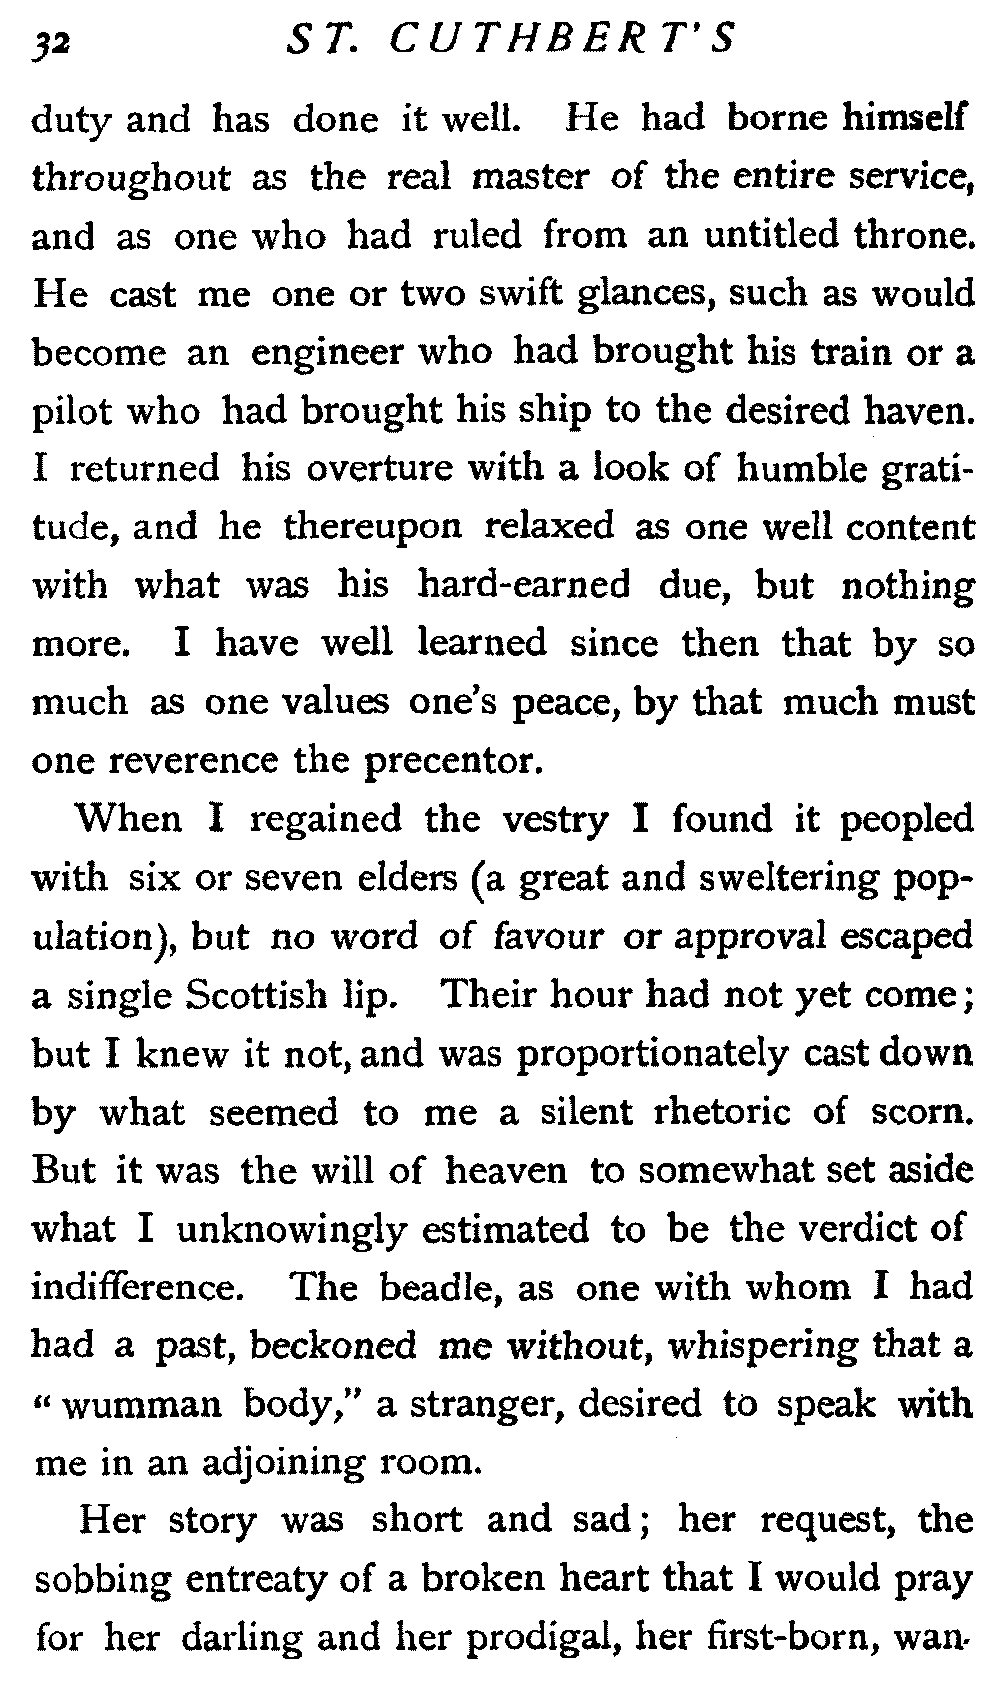 32 ST. CUTHBERT'S
duty and has done it well. He had borne himself
throughout as the real master of the entire service,
and as one who had ruled from an untitled throne.
He cast me one or two swift glances, such as would
become an engineer who had brought his train or a
pilot who had brought his ship to the desired haven.
I returned his overture with a look of humble grati-
tude, and he thereupon relaxed as one well content
with what was his hard-earned due, but nothing
more. I have well learned since then that by so
much as one values one's peace, by that much must
one reverence the precentor.
When I regained the vestry I found it peopled
with six or seven elders (a great and sweltering pop-
ulation), but no word of favour or approval escaped
a single Scottish lip. Their hour had not yet come;
but I knew it not, and was proportionately cast down
by what seemed to me a silent rhetoric of scorn.
But it was the will of heaven to somewhat set aside
what I unknowingly estimated to be the verdict of
indifference. The beadle, as one with whom I had
had a past, beckoned me without, whispering that a
“ wumman body,” a stranger, desired to speak with
me in an adjoining room.
Her story was short and sad; her request, the
sobbing entreaty of a broken heart that I would pray
for her darling and her prodigal, her first-born, wan-